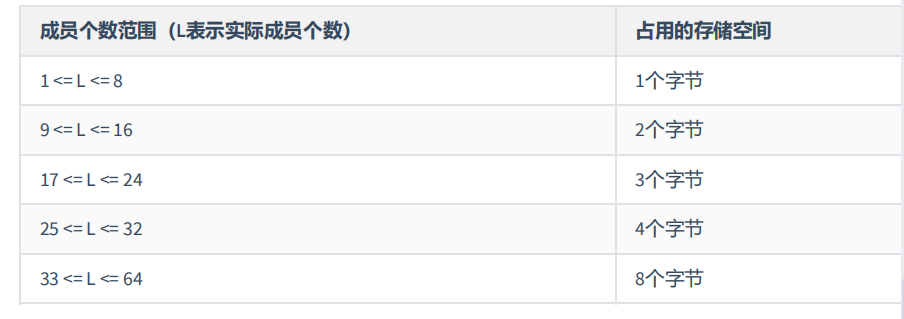 成员个数范围（L表示实际成员个数） 占用的存储空间
1 <= L <= 8 1个字节
9 <= L <= 16 2个字节
17 <= L <= 24 3个字节
25 <= L <= 32 4个字节
33 <= L <= 64 8个字节